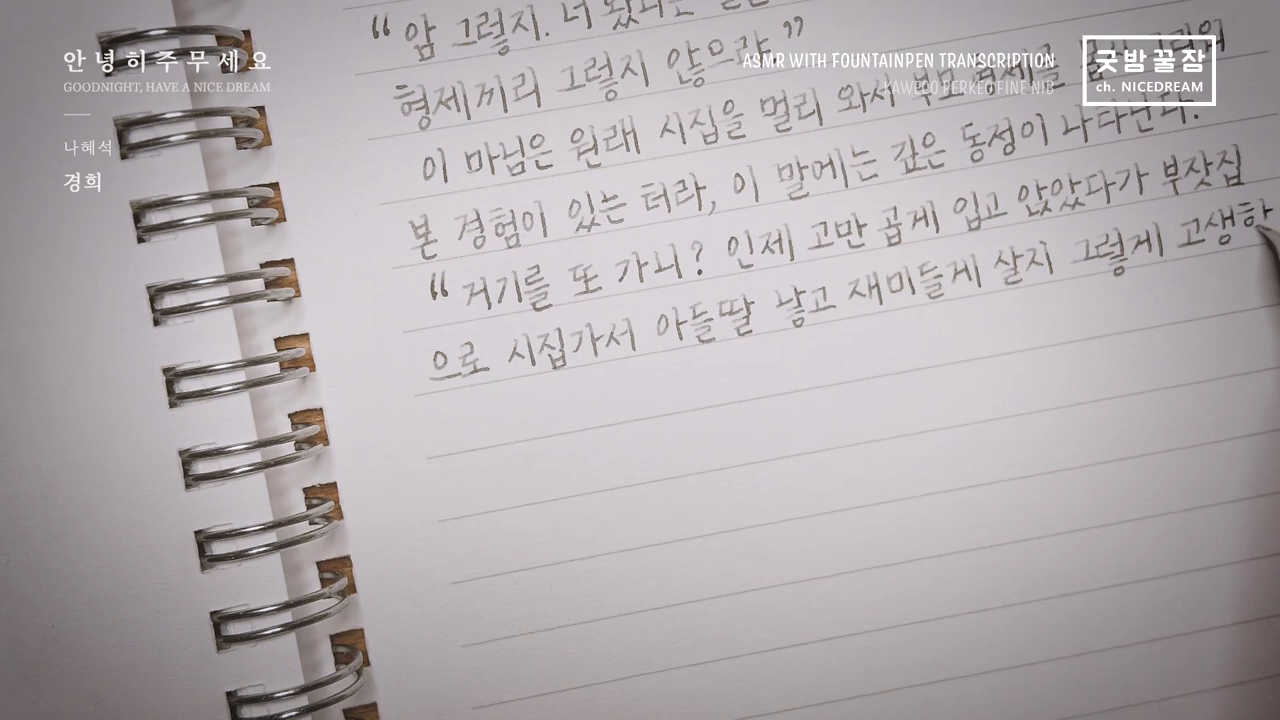 안녕히주무세요
GOODNIGHT, HAVE A NICE DREAM
나혜석
경희
ASMR WITH FOUNTAINPEN TRANSCRIPTION
KAWECO PERKEO FINE NIB
굿밤꿀잠
ch. NICEDREAM
“암 그렇지. 너
형제끼리 그렇지 않으랴.”
이 마님은 원래 시집을 멀리 와서 부모 형제를
본 경험이 있는 터라, 이 말에는 깊은 동정이 나타난다.
“거기를 또 가니? 인제 고만 곱게 입고 앉았다가 부잣집
으로 시집가서 아들딸 낳고 재미들게 살지 그렇게 고생하